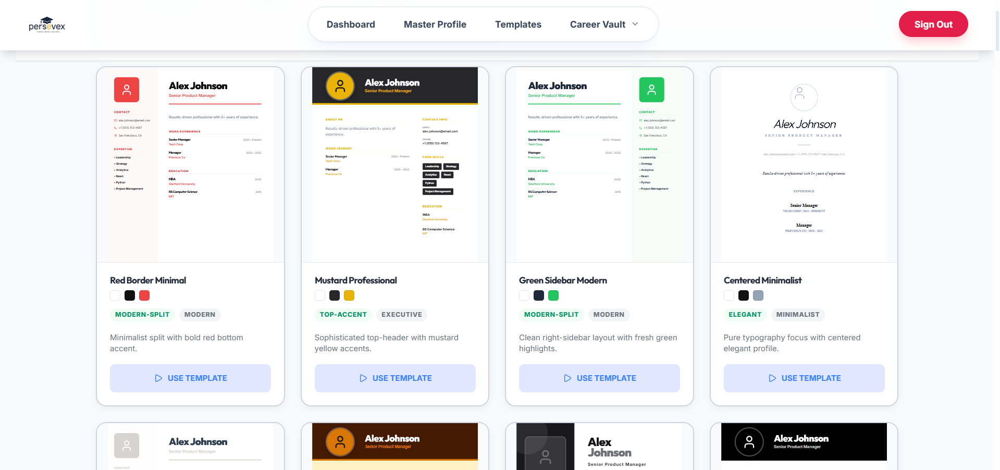 persevex
Dashboard
Master Profile
Templates
Career Vault
Sign Out
Alex Johnson
Senior Product Manager
CONTACT
alex.johnson@email.com
+1 (555) 123-4567
San Francisco, CA
EXPERTISE
• Leadership
• Strategy
• Analytics
• React
• Python
• Project Management
Results-driven professional with 5+ years of experience.
WORK EXPERIENCE
Senior Manager 2022 - Present
Tech Corp
Manager 2020 - 2022
Previous Co
EDUCATION
MBA 2020
Stanford University
BS Computer Science 2018
MIT
Red Border Minimal
MODERN-SPLIT MODERN
Minimalist split with bold red bottom
accent.
USE TEMPLATE
Alex Johnson
Senior Product Manager
ABOUT ME
Results-driven professional with 5+ years of
experience.
WORK JOURNEY
Senior Manager 2022 - Present
Tech Corp
Manager 2020 - 2022
Previous Co
CONTACT INFO
EMAIL
alex.johnson@email.com
PHONE
+1 (555) 123-4567
CORE SKILLS
Leadership Strategy
Analytics React
Python
Project Management
EDUCATION
MBA
Stanford University
BS Computer Science
MIT
Mustard Professional
TOP-ACCENT EXECUTIVE
Sophisticated top-header with mustard
yellow accents.
USE TEMPLATE
Alex Johnson
Senior Product Manager
Results-driven professional with 5+ years of experience.
WORK EXPERIENCE
Senior Manager 2022 - Present
Tech Corp
Manager 2020 - 2022
Previous Co
EDUCATION
MBA 2020
Stanford University
BS Computer Science 2018
MIT
CONTACT
alex.johnson@email.com
+1 (555) 123-4567
San Francisco, CA
EXPERTISE
• Leadership
• Strategy
• Analytics
• React
• Python
• Project Management
Green Sidebar Modern
MODERN-SPLIT MODERN
Clean right-sidebar layout with fresh green
highlights.
USE TEMPLATE
Alex Johnson
SENIOR PRODUCT MANAGER
alex.johnson@email.com • +1 (555) 123-4567 • San Francisco, CA
Results-driven professional with 5+ years of experience.
EXPERIENCE
Senior Manager
TECH CORP | 2022 - PRESENT
Manager
PREVIOUS CO | 2020 - 2022
Centered Minimalist
ELEGANT MINIMALIST
Pure typography focus with centered
elegant profile.
USE TEMPLATE
Alex Johnson
Senior Product Manager
CONTACT
Alex Johnson
Senior Product Manager
Alex
Johnson
Senior Product Manager
Alex Johnson
Senior Product Manager